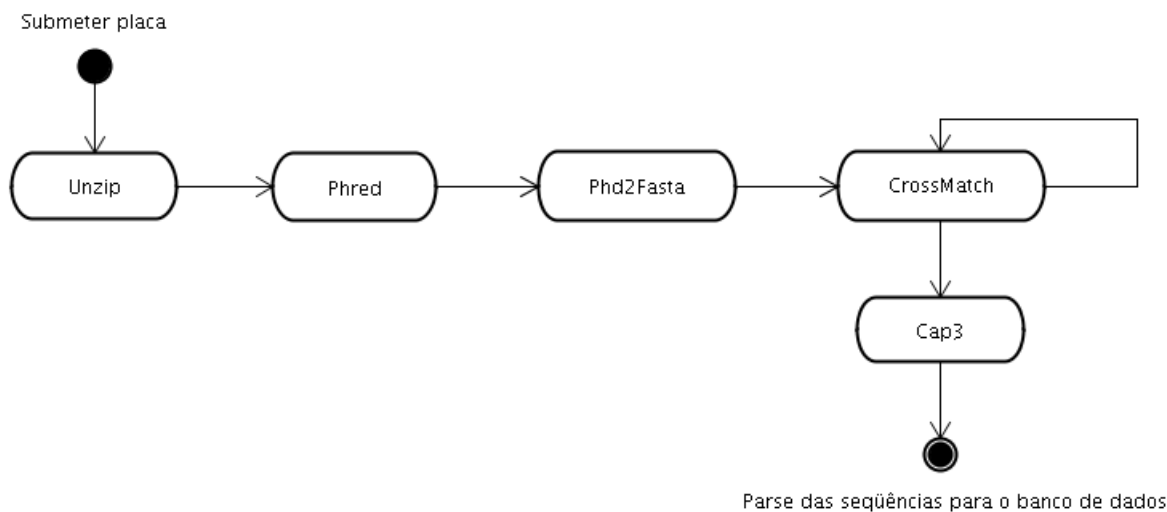 Submeter placa
Unzip
Phred
Phd2Fasta
CrossMatch
Cap3
Parse das seqüências para o banco de dados